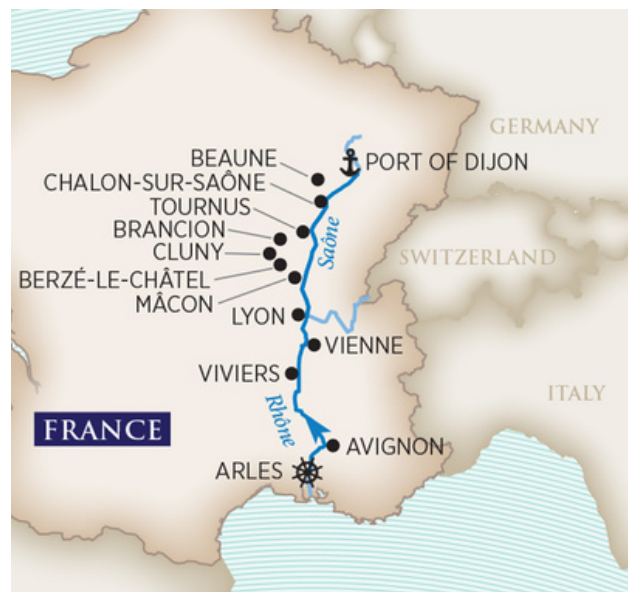 GERMANY
BEAUNE
PORT OF DIJON
CHALON-SUR-SAÔNE
TOURNUS
BRANCION
Saône
CLUNY
SWITZERLAND
BERZÉ-LE-CHÂTEL
MÂCON
LYON
VIENNE
VIVIERS
ITALY
Rhône
FRANCE
AVIGNON
ARLES